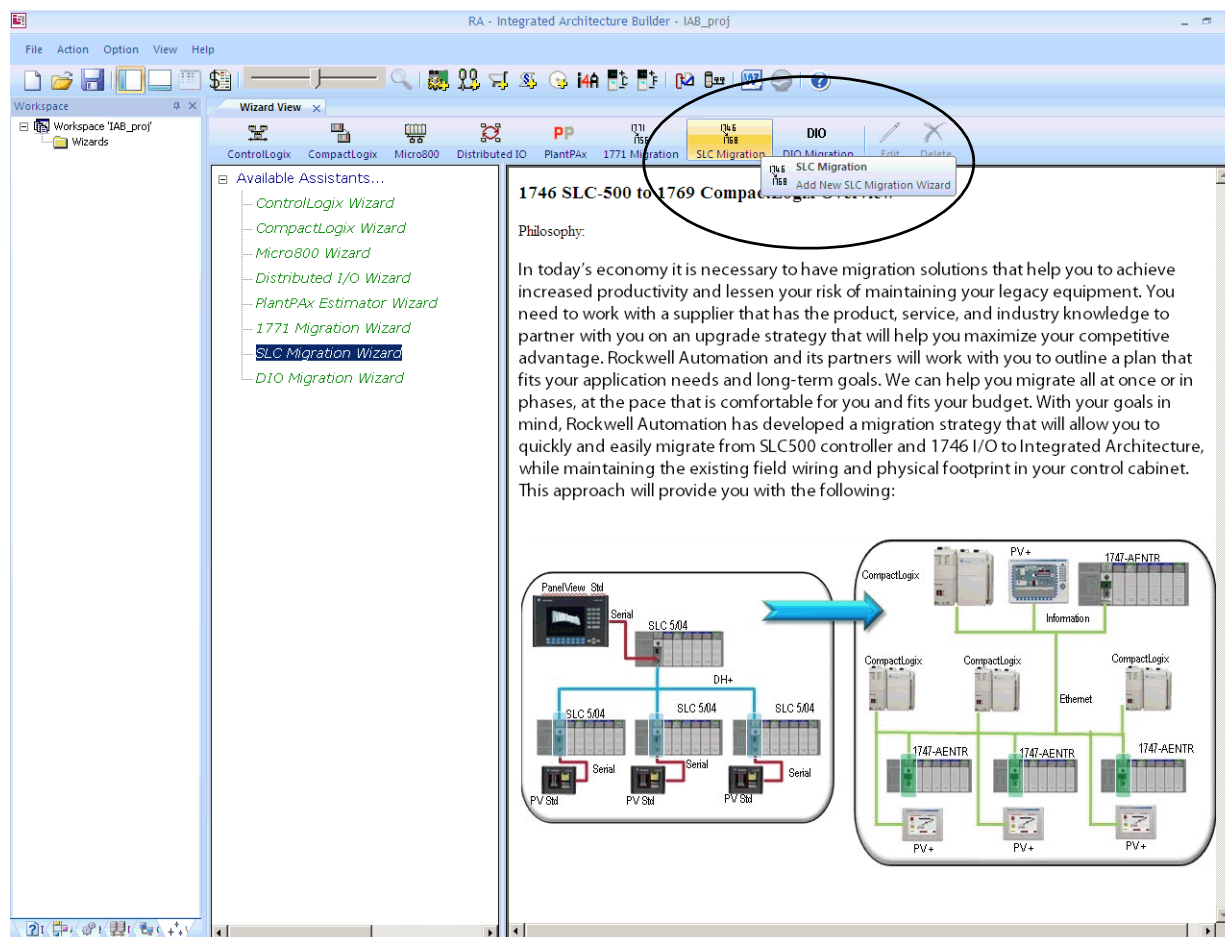 RA - Integrated Architecture Builder - IAB_proj
File Action Option View Help
Workspace
Wizard View
Workspace 'IAB_proj'
Wizards
ControlLogix
CompactLogix
Micro800
Distributed IO
PlantPAx
1771 Migration
SLC Migration
DIO Migration
Edit
Delete
PP
1771
1756
1746
1768
DIO
1746
1768
SLC Migration
Add New SLC Migration Wizard
Available Assistants...
ControlLogix Wizard
CompactLogix Wizard
Micro800 Wizard
Distributed I/O Wizard
PlantPAx Estimator Wizard
1771 Migration Wizard
SLC Migration Wizard
DIO Migration Wizard
1746 SLC-500 to 1769 CompactLogix Overview
Philosophy:
In today's economy it is necessary to have migration solutions that help you to achieve
increased productivity and lessen your risk of maintaining your legacy equipment. You
need to work with a supplier that has the product, service, and industry knowledge to
partner with you on an upgrade strategy that will help you maximize your competitive
advantage. Rockwell Automation and its partners will work with you to outline a plan that
fits your application needs and long-term goals. We can help you migrate all at once or in
phases, at the pace that is comfortable for you and fits your budget. With your goals in
mind, Rockwell Automation has developed a migration strategy that will allow you to
quickly and easily migrate from SLC500 controller and 1746 I/O to Integrated Architecture,
while maintaining the existing field wiring and physical footprint in your control cabinet.
This approach will provide you with the following:
PanelView Std
Serial
SLC 5/04
DH+
SLC 5/04
SLC 5/04
SLC 5/04
Serial
Serial
Serial
PV Std
PV Std
PV Std
CompactLogix
PV+
1747-AENTR
Information
CompactLogix
CompactLogix
CompactLogix
Ethernet
1747-AENTR
1747-AENTR
1747-AENTR
PV+
PV+
PV+